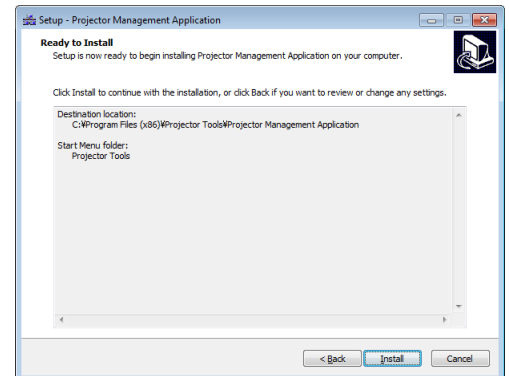 Setup - Projector Management Application
Ready to Install
Setup is now ready to begin installing Projector Management Application on your computer.
Click Install to continue with the installation, or click Back if you want to review or change any settings.
Destination location:
C:¥Program Files (x86)¥Projector Tools¥Projector Management Application
Start Menu folder:
Projector Tools
< Back
Install
Cancel